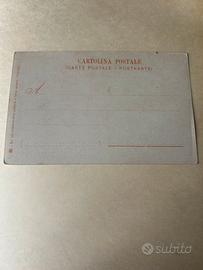 CARTOLINA POSTALE
(CARTE POSTALE - POSTKARTE)
A
subito